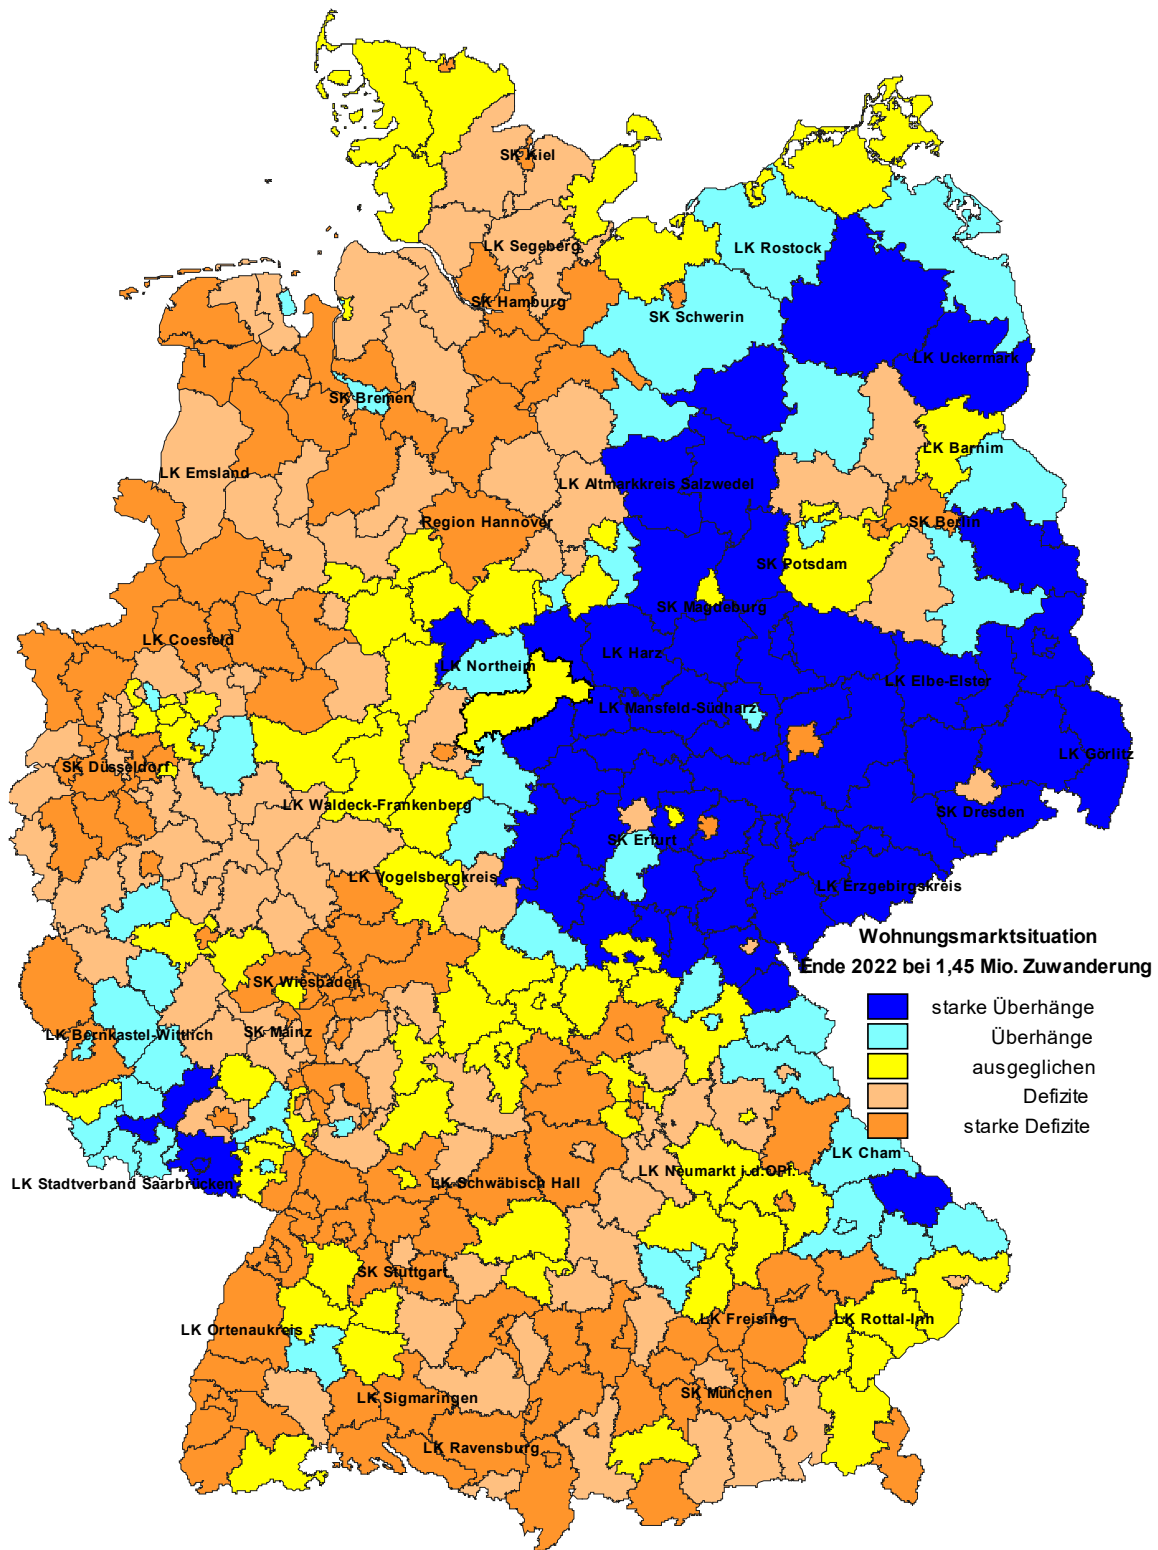 SK Kiel
LK Segeberg
LK Rostock
SK Hamburg
SK Schwerin
LK Uckermark
SK Bremen
LK Barnim
LK Emsland
LK Altmarkkreis Salzwedel
Region Hannover
SK Berlin
SK Potsdam
SK Magdeburg
LK Coesfeld
LK Harz
LK Northeim
LK Elbe-Elster
LK Mansfeld-Südharz
LK Görlitz
SK Düsseldorf
LK Waldeck-Frankenberg
SK Dresden
SK Erfurt
LK Vogelsbergkreis
LK Erzgebirgskreis
Wohnungsmarktsituation
Ende 2022 bei 1,45 Mio. Zuwanderung
SK Wiesbaden
starke Überhänge
LK Bernkastel-Wittlich
SK Mainz
Überhänge
ausgeglichen
Defizite
starke Defizite
LK Cham
LK Neumarkt i.d.OPf.
LK Stadtverband Saarbrücken
LK Schwäbisch Hall
SK Stuttgart
LK Freising
LK Rottal-Inn
LK Ortenaukreis
SK München
LK Sigmaringen
LK Ravensburg